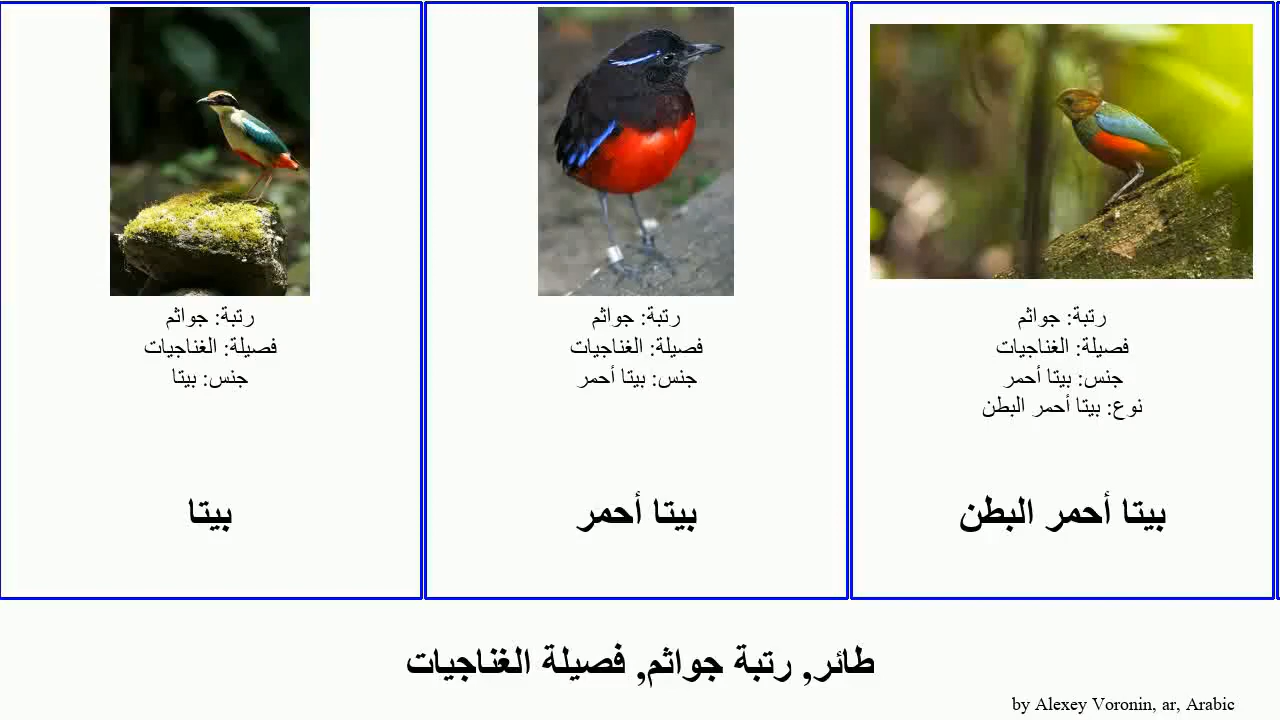 رتبة: جواثم
فصيلة: الغناجيات
جنس: بيتا
بيتا
رتبة: جواثم
فصيلة: الغناجيات
جنس: بيتا أحمر
بيتا أحمر
رتبة: جواثم
فصيلة: الغناجيات
جنس: بيتا أحمر
نوع: بيتا أحمر البطن
بيتا أحمر البطن
طائر, رتبة جواثم, فصيلة الغناجيات
by Alexey Voronin, ar, Arabic